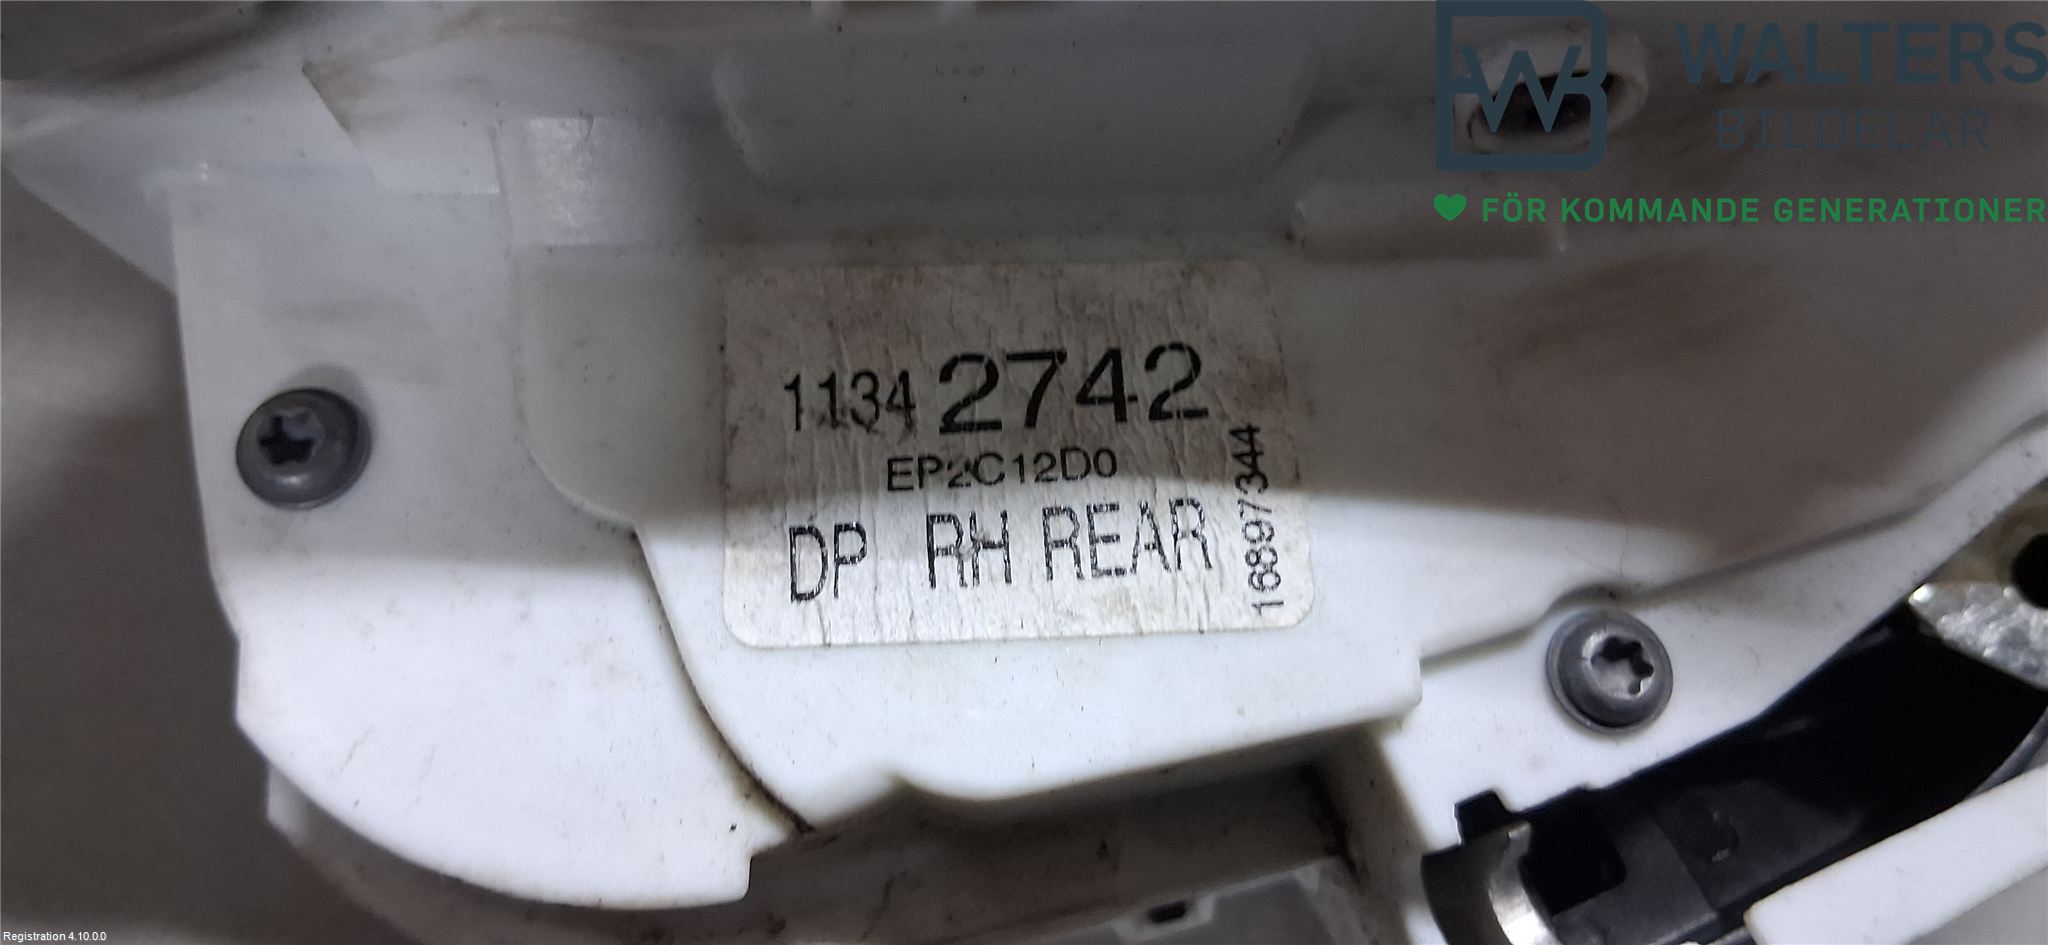 WALTERS
BILDELAR
FÖR KOMMANDE GENERATIONER
1134 2742
EP2C12D0
DP RH REAR
16897344
Registration 4.10.0.0